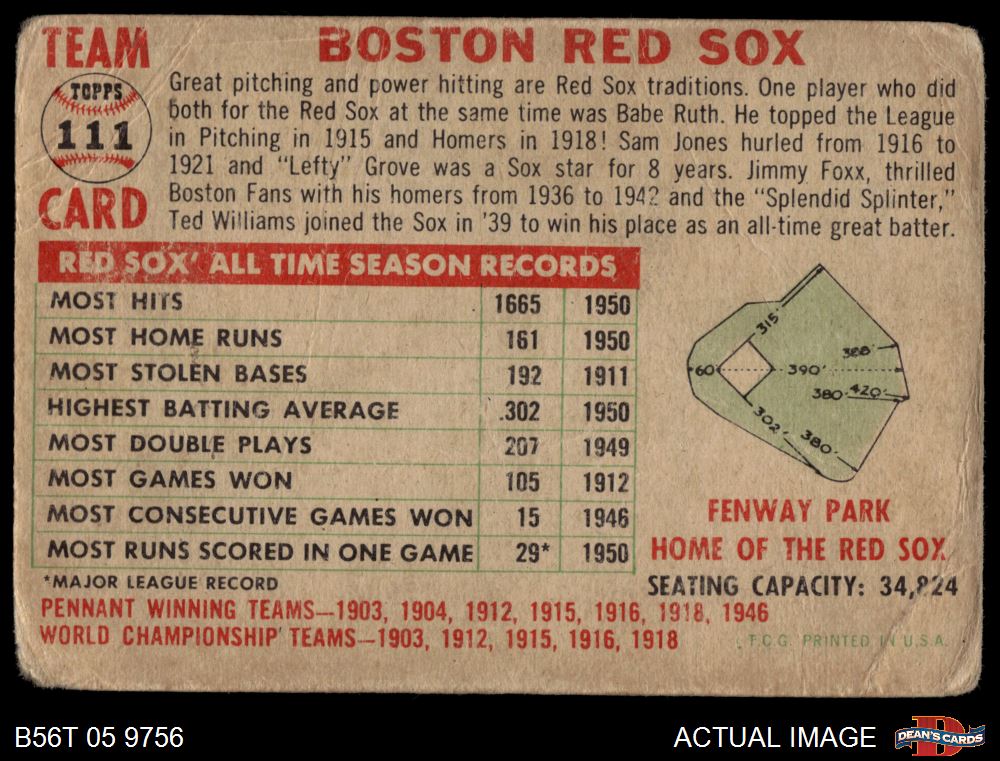 TEAM
BOSTON RED SOX
TOPPS
111
CARD
Great pitching and power hitting are Red Sox traditions. One player who did
both for the Red Sox at the same time was Babe Ruth. He topped the League
in Pitching in 1915 and Homers in 1918! Sam Jones hurled from 1916 to
1921 and "Lefty" Grove was a Sox star for 8 years. Jimmy Foxx, thrilled
Boston Fans with his homers from 1936 to 1942 and the "Splendid Splinter,"
Ted Williams joined the Sox in '39 to win his place as an all-time great batter.
RED SOX' ALL TIME SEASON RECORDS
MOST HITS 1665 1950
MOST HOME RUNS 161 1950
MOST STOLEN BASES 192 1911
HIGHEST BATTING AVERAGE .302 1950
MOST DOUBLE PLAYS 207 1949
MOST GAMES WON 105 1912
MOST CONSECUTIVE GAMES WON 15 1946
MOST RUNS SCORED IN ONE GAME 29* 1950
*MAJOR LEAGUE RECORD
315'
388'
60'
390'
380'
420'
302'
380'
FENWAY PARK
HOME OF THE RED SOX
SEATING CAPACITY: 34,824
PENNANT WINNING TEAMS—1903, 1904, 1912, 1915, 1916, 1918, 1946
WORLD CHAMPIONSHIP TEAMS—1903, 1912, 1915, 1916, 1918
T.C.G. PRINTED IN U.S.A.
B56T 05 9756
ACTUAL IMAGE
DEAN'S CARDS